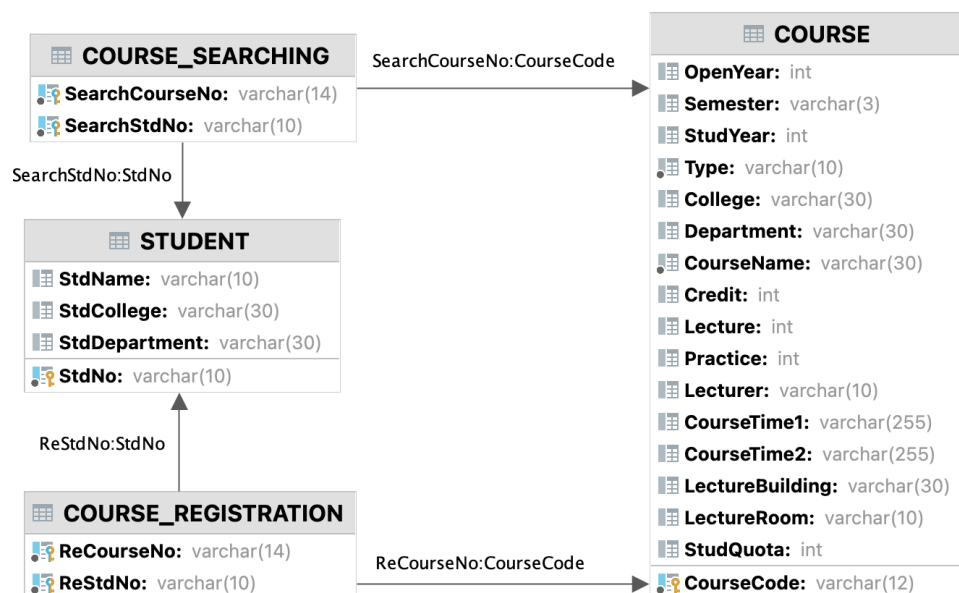 COURSE_SEARCHING
SearchCourseNo: varchar(14)
SearchStdNo: varchar(10)
SearchCourseNo:CourseCode
SearchStdNo:StdNo
STUDENT
StdName: varchar(10)
StdCollege: varchar(30)
StdDepartment: varchar(30)
StdNo: varchar(10)
ReStdNo:StdNo
COURSE_REGISTRATION
ReCourseNo: varchar(14)
ReStdNo: varchar(10)
ReCourseNo:CourseCode
COURSE
OpenYear: int
Semester: varchar(3)
StudYear: int
Type: varchar(10)
College: varchar(30)
Department: varchar(30)
CourseName: varchar(30)
Credit: int
Lecture: int
Practice: int
Lecturer: varchar(10)
CourseTime1: varchar(255)
CourseTime2: varchar(255)
LectureBuilding: varchar(30)
LectureRoom: varchar(10)
StudQuota: int
CourseCode: varchar(12)